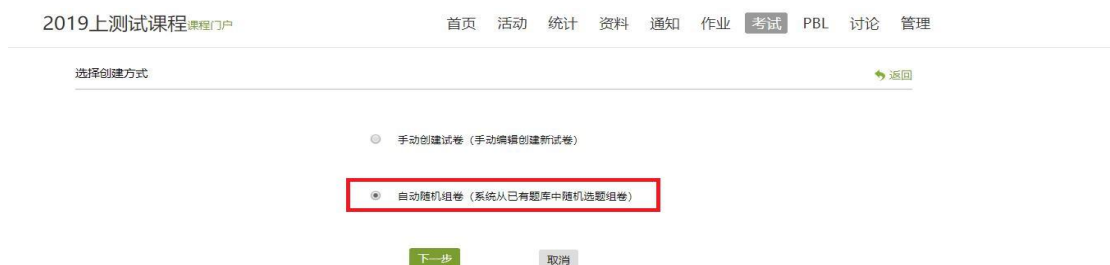 2019上测试课程课程门户 首页 活动 统计 资料 通知 作业 考试 PBL 讨论 管理
选择创建方式 返回
手动创建试卷（手动编辑创建新试卷）
自动随机组卷（系统从已有题库中随机选题组卷）
下一步 取消